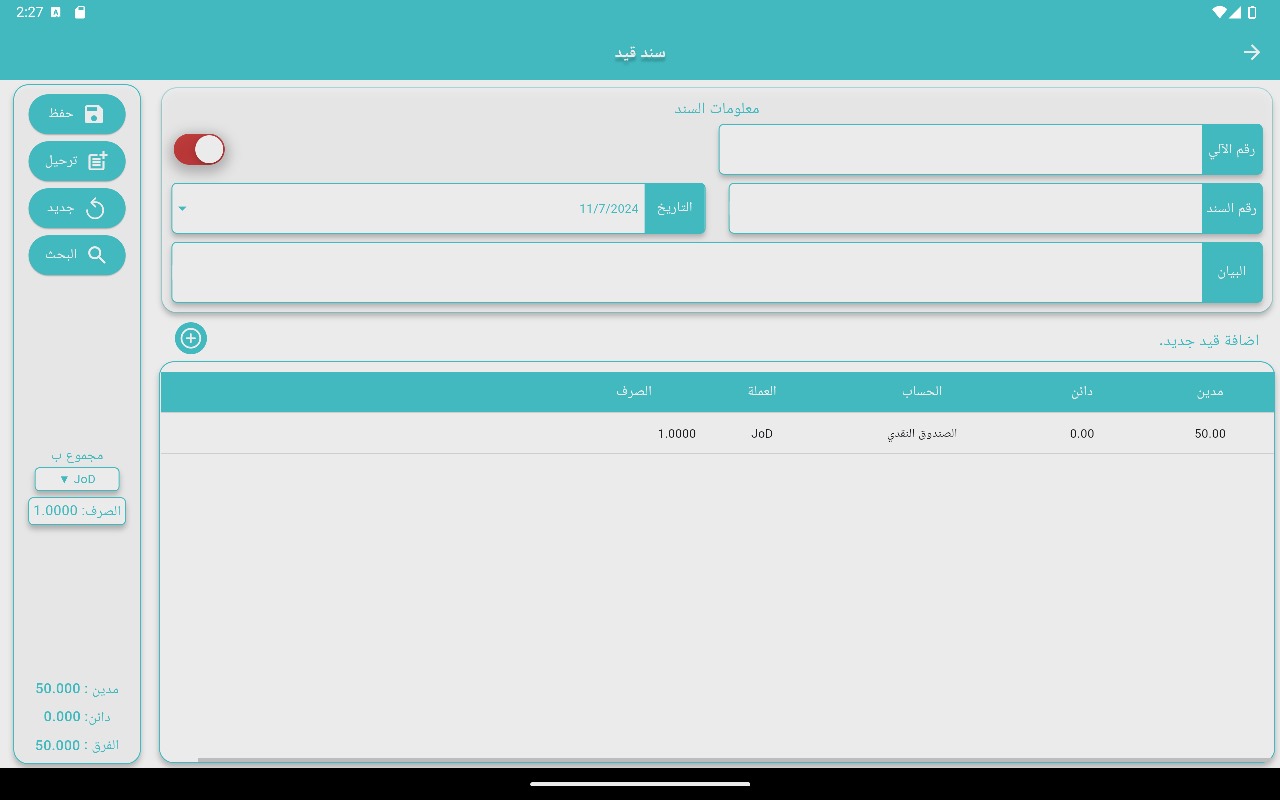 2:27
سند قيد
معلومات السند
رقم الآلي
رقم السند
التاريخ 11/7/2024
البيان
اضافة قيد جديد.
مدين دائن الحساب العملة الصرف
50.00 0.00 الصندوق النقدي JoD 1.0000
حفظ
ترحيل
جديد
البحث
مجموع ب
JoD ▼
الصرف: 1.0000
مدين : 50.000
دائن: 0.000
الفرق : 50.000